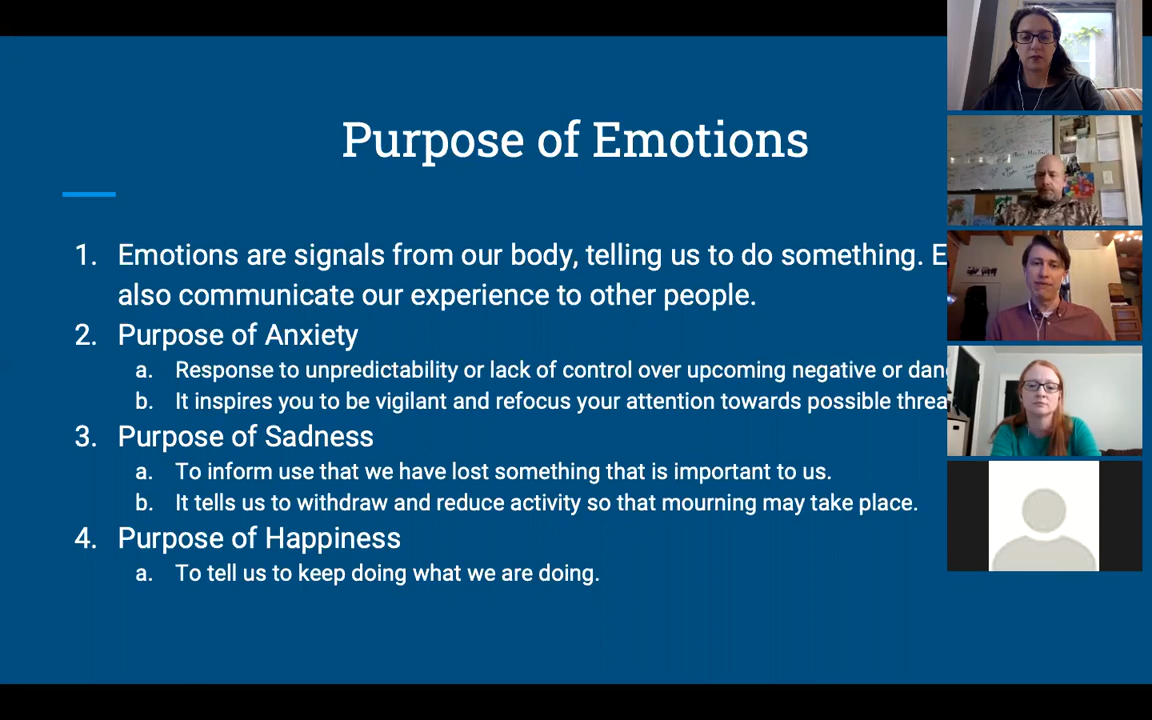 Purpose of Emotions
1. Emotions are signals from our body, telling us to do something. E
also communicate our experience to other people.
2. Purpose of Anxiety
a. Response to unpredictability or lack of control over upcoming negative or dan
b. It inspires you to be vigilant and refocus your attention towards possible threa
3. Purpose of Sadness
a. To inform use that we have lost something that is important to us.
b. It tells us to withdraw and reduce activity so that mourning may take place.
4. Purpose of Happiness
a. To tell us to keep doing what we are doing.